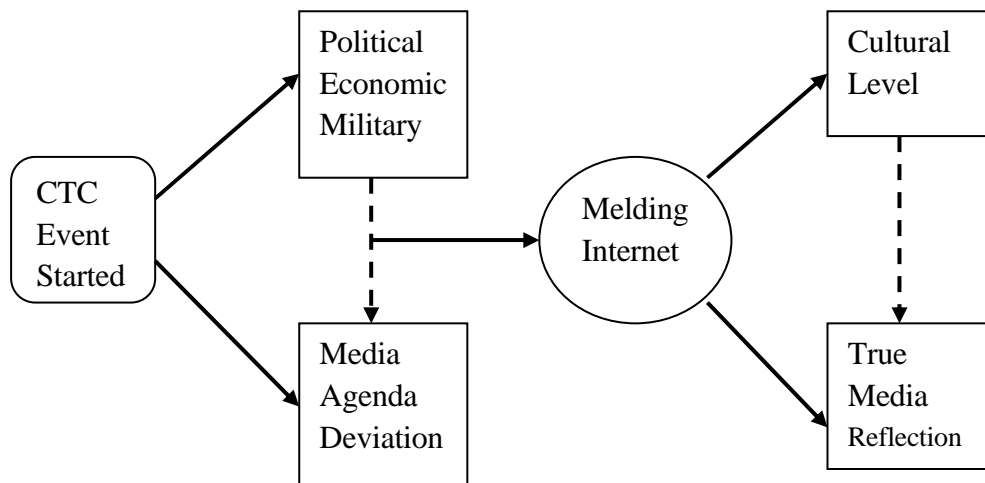 CTC
Event
Started
Political
Economic
Military
Media
Agenda
Deviation
Melding
Internet
Cultural
Level
True
Media
Reflection